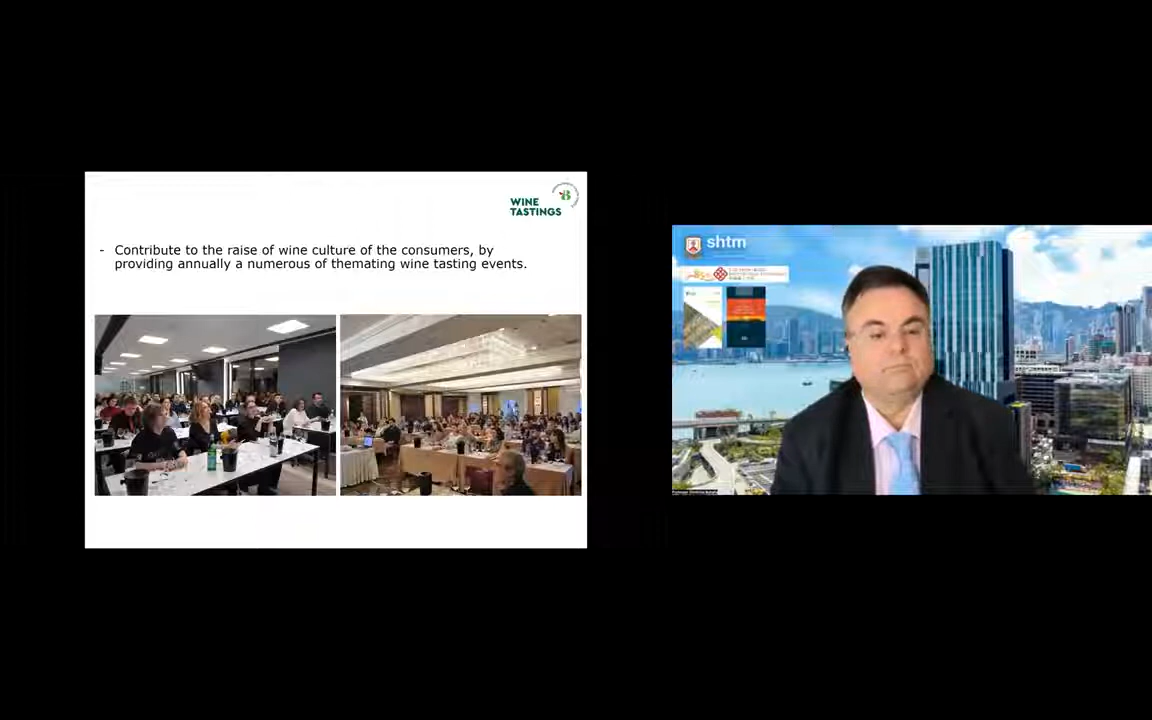 WINE
TASTINGS
- Contribute to the raise of wine culture of the consumers, by
providing annually a numerous of themating wine tasting events.
shtm